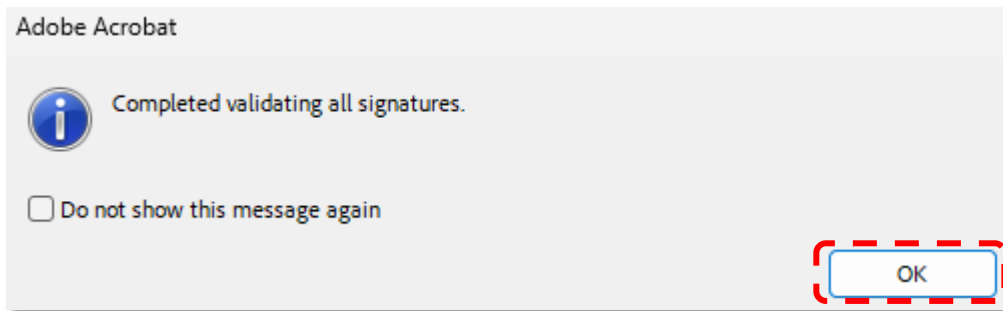 Adobe Acrobat
Completed validating all signatures.
Do not show this message again
OK